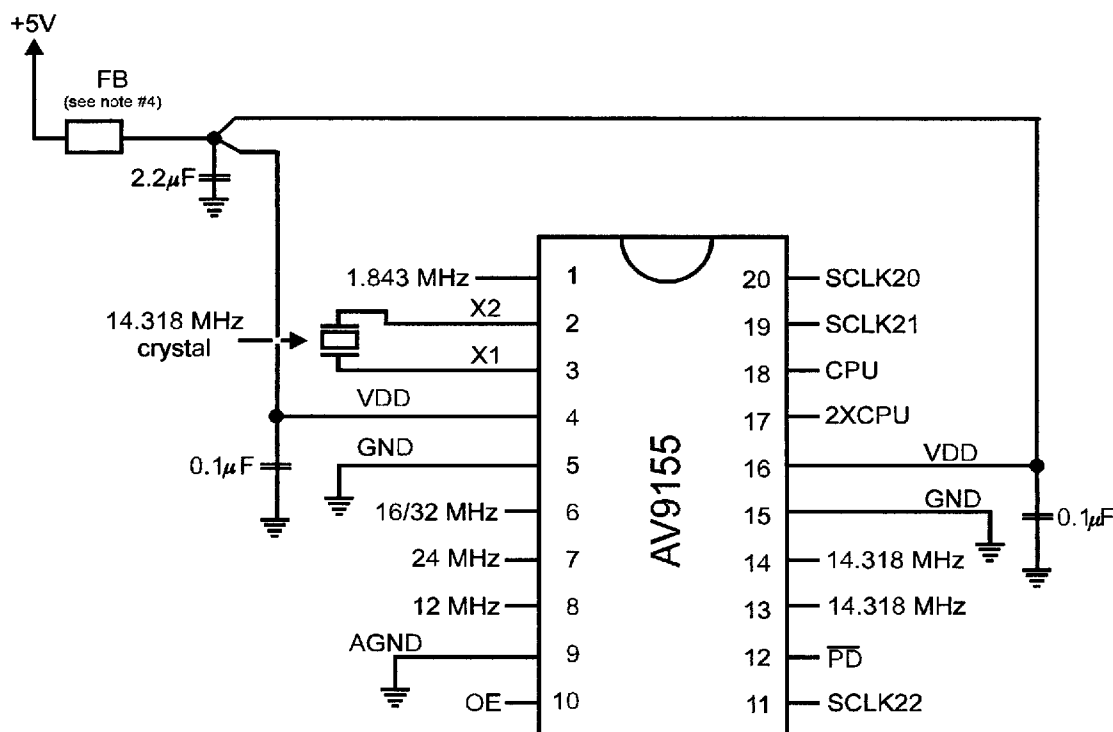 +5V
FB
(see note #4)
2.2µF
1.843 MHz
1
20
SCLK20
X2
2
19
SCLK21
14.318 MHz
crystal
X1
3
18
CPU
VDD
4
17
2XCPU
0.1µF
GND
5
16
VDD
16/32 MHz
6
15
GND
0.1µF
24 MHz
7
14
14.318 MHz
12 MHz
8
13
14.318 MHz
AGND
9
12
PD
OE
10
11
SCLK22
AV9155